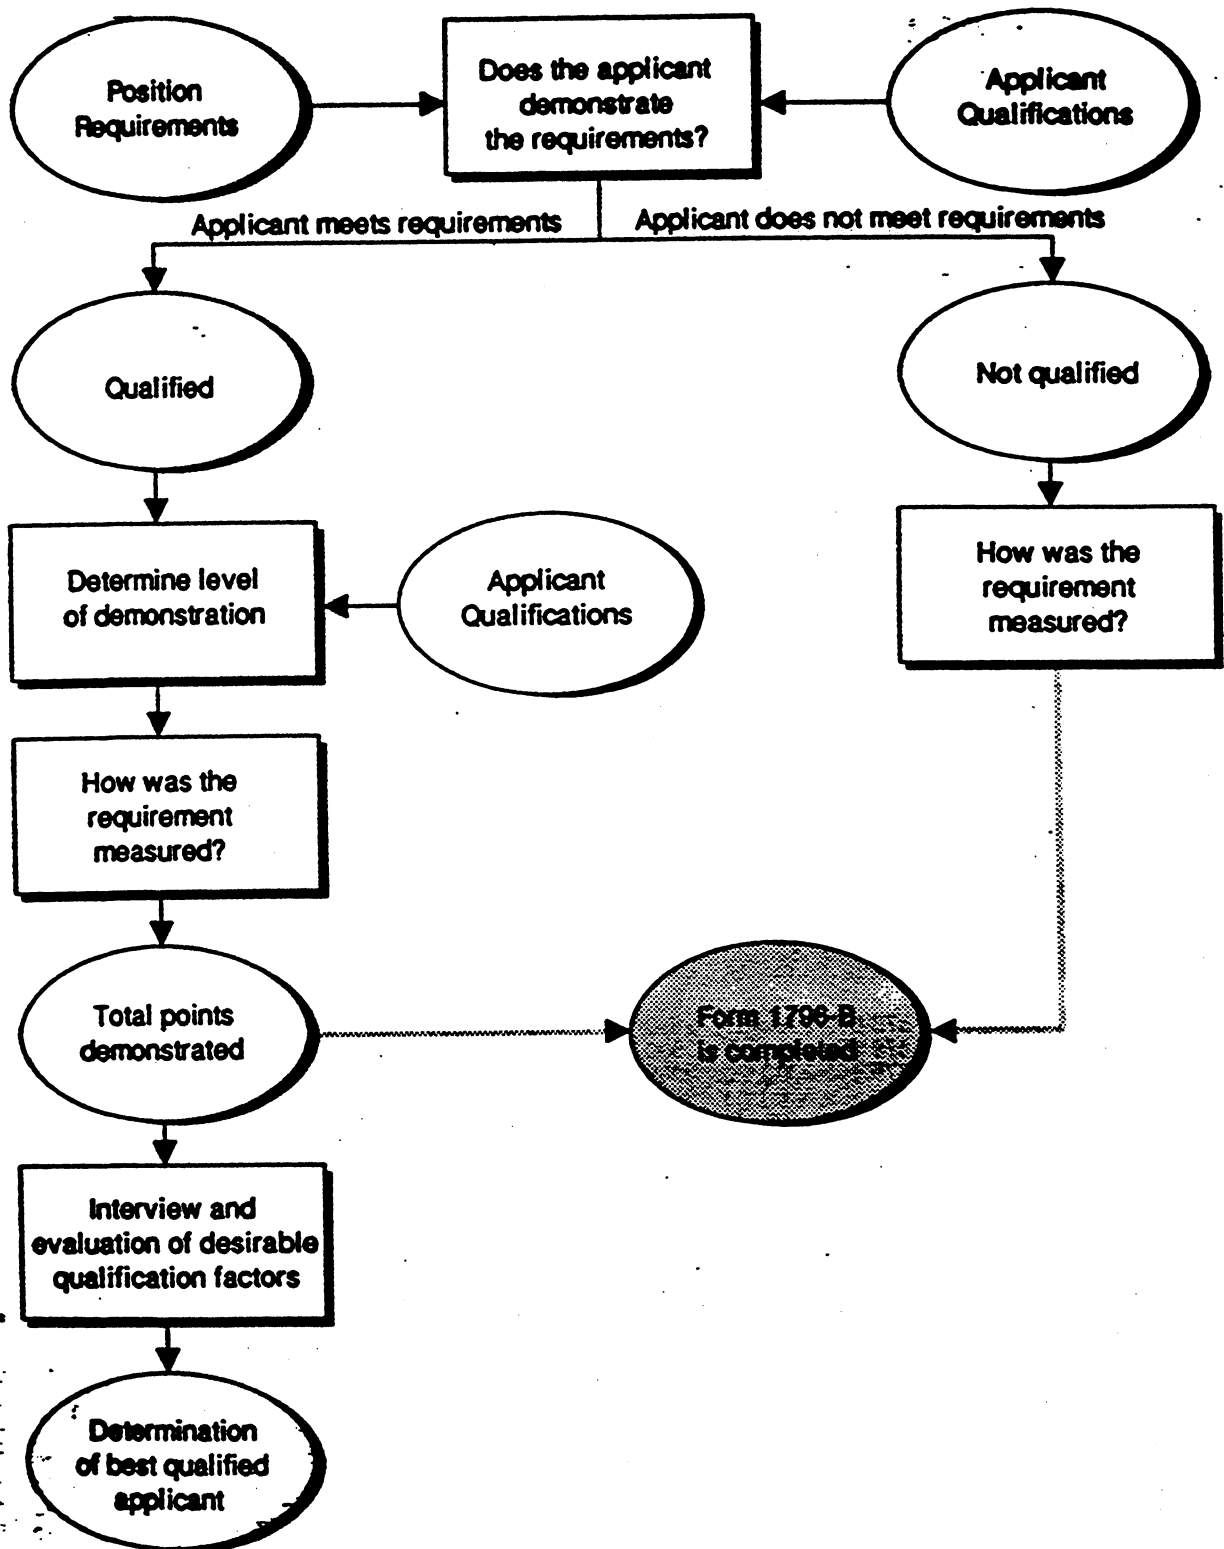 Position
Requirements
Does the applicant
demonstrate
the requirements?
Applicant
Qualifications
Applicant meets requirements
Applicant does not meet requirements
Qualified
Not qualified
Determine level
of demonstration
Applicant
Qualifications
How was the
requirement
measured?
How was the
requirement
measured?
Total points
demonstrated
Form 1796-B
is completed
Interview and
evaluation of desirable
qualification factors
Determination
of best qualified
applicant